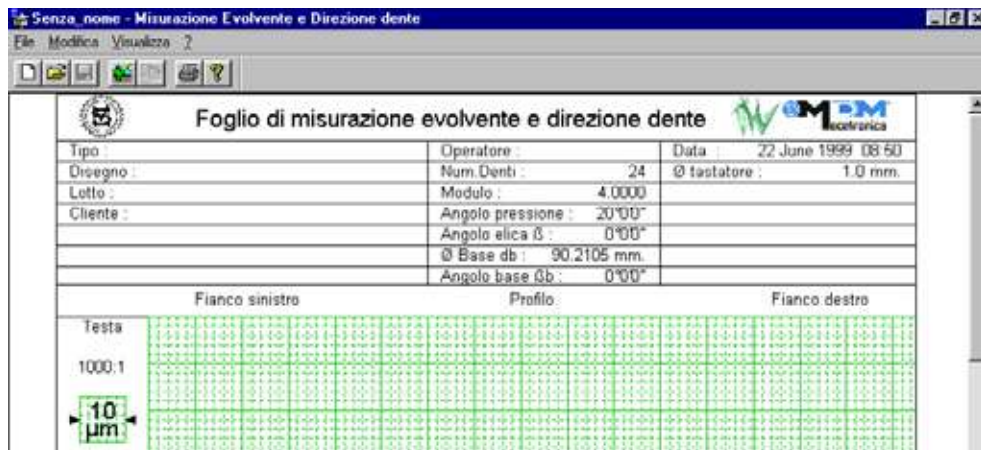 Senza_nome - Misurazione Evolvente e Direzione dente
File Modifica Visualizza ?
Foglio di misurazione evolvente e direzione dente
MDM
Mecatronica
Tipo : Operatore : Data : 22 June 1999 08:50
Disegno : Num.Denti : 24 Ø tastatore : 1.0 mm.
Lotto : Modulo : 4.0000
Cliente : Angolo pressione : 20°00"
Angolo elica ß : 0°00"
Ø Base db : 90.2105 mm.
Angolo base ßb : 0°00"
Fianco sinistro Profilo Fianco destro
Testa
1000:1
10
µm